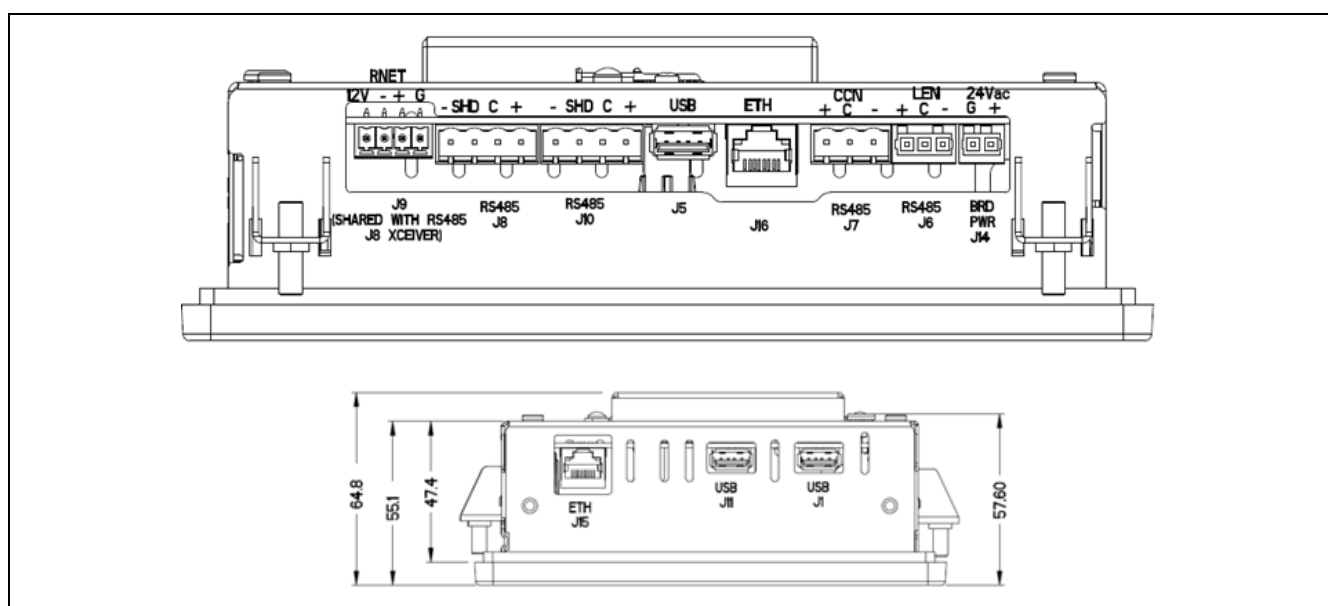 RNET
12V - + G
- SHD C +
- SHD C +
USB
ETH
CCN
+ C -
LEN
+ C -
24Vac
G +
J9
(SHARED WITH RS485
J8 XCEIVER)
RS485
J8
RS485
J10
J5
J16
RS485
J7
RS485
J6
BRD
PWR
J14
64.8
55.1
47.4
ETH
J15
USB
J11
USB
J1
57.60